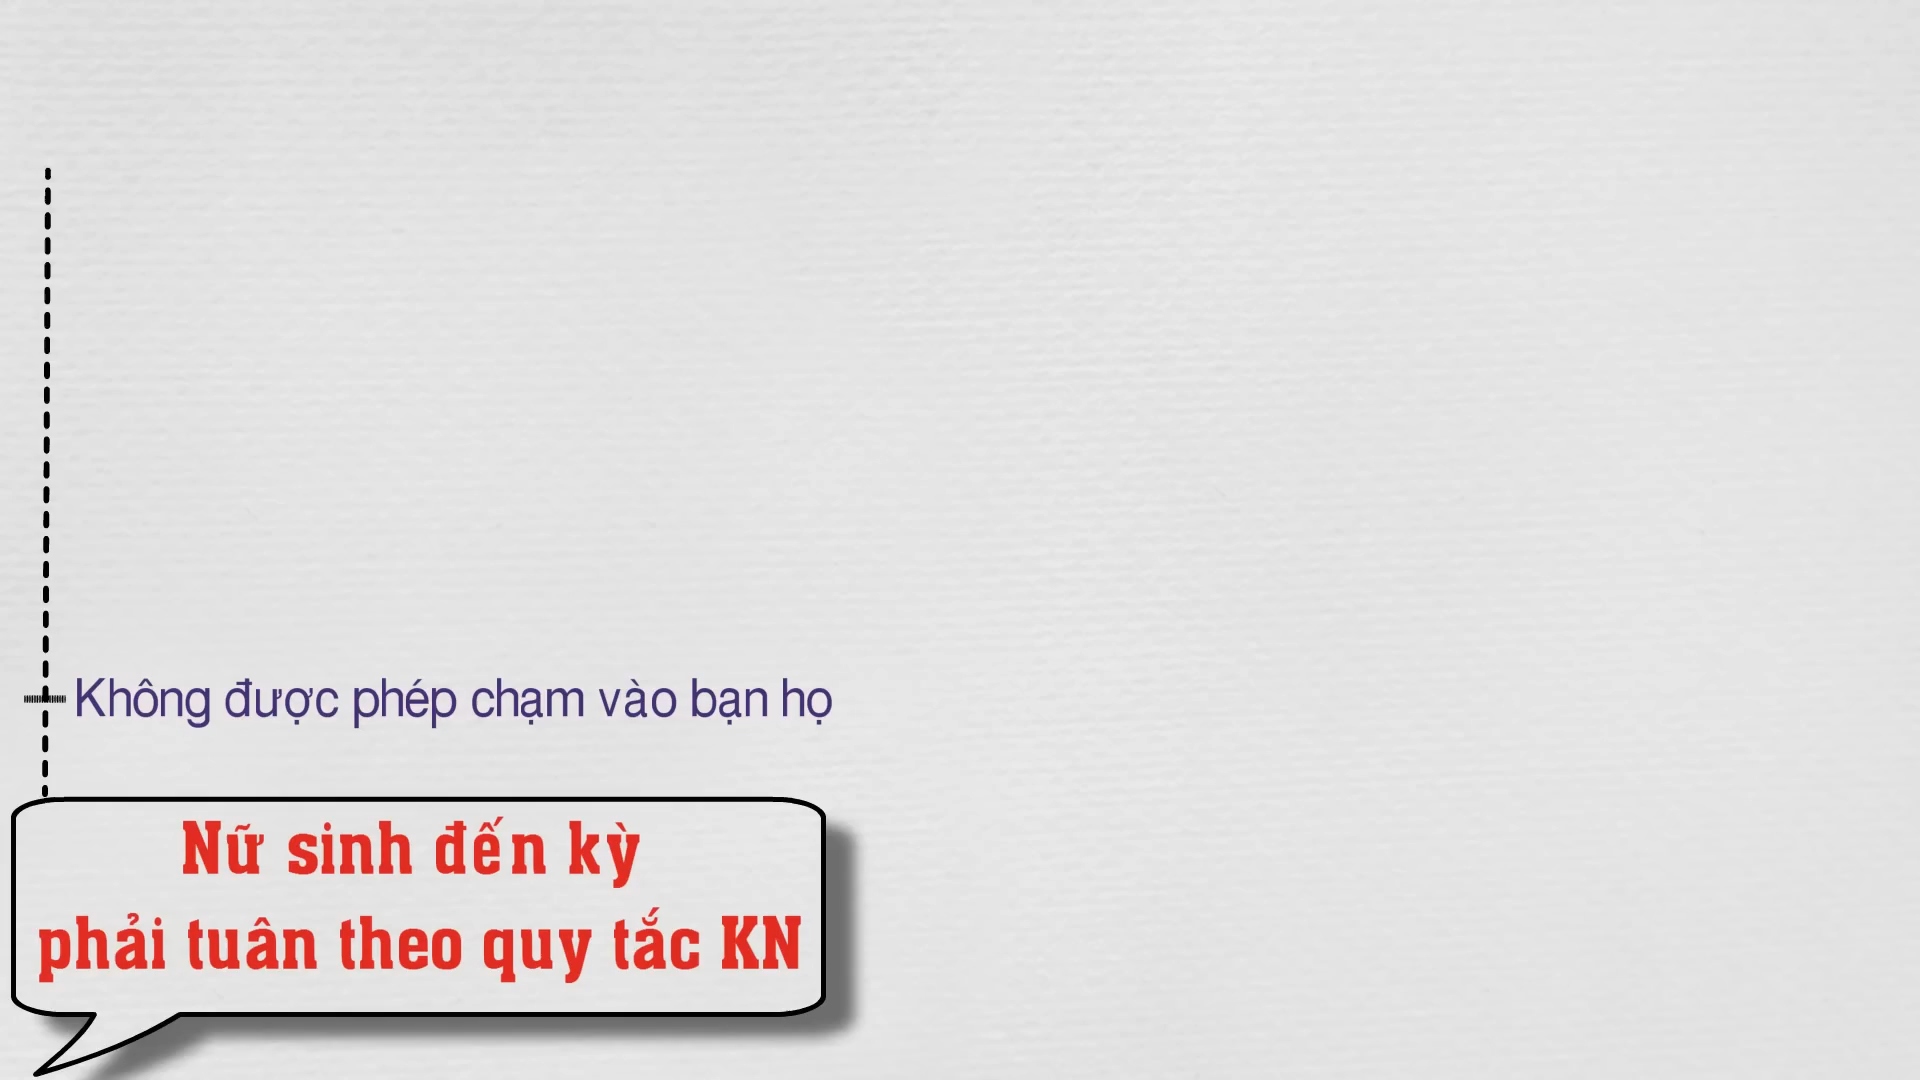 Không được phép chạm vào bạn họ
Nữ sinh đến kỳ
phải tuân theo quy tắc KN